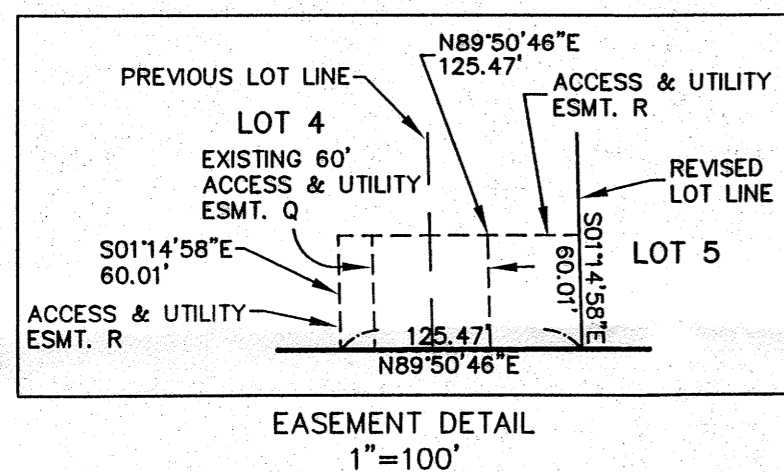 N89°50'46"E
125.47'
PREVIOUS LOT LINE
ACCESS & UTILITY
ESMT. R
LOT 4
EXISTING 60'
ACCESS & UTILITY
ESMT. Q
REVISED
LOT LINE
S01°14'58"E
60.01'
S01°14'58"E
60.01'
LOT 5
ACCESS & UTILITY
ESMT. R
125.47'
N89°50'46"E
EASEMENT DETAIL
1"=100'